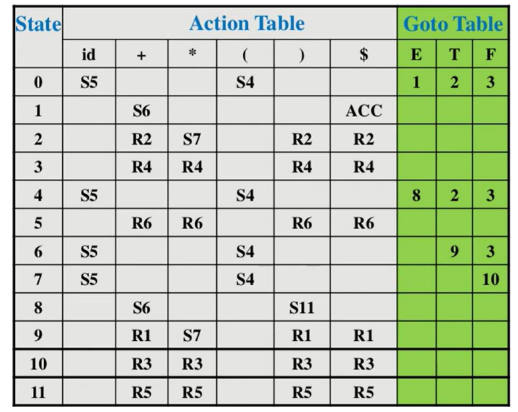 State Action Table Goto Table
id + * ( ) $ E T F
0 S5 S4 1 2 3
1 S6 ACC
2 R2 S7 R2 R2
3 R4 R4 R4 R4
4 S5 S4 8 2 3
5 R6 R6 R6 R6
6 S5 S4 9 3
7 S5 S4 10
8 S6 S11
9 R1 S7 R1 R1
10 R3 R3 R3 R3
11 R5 R5 R5 R5